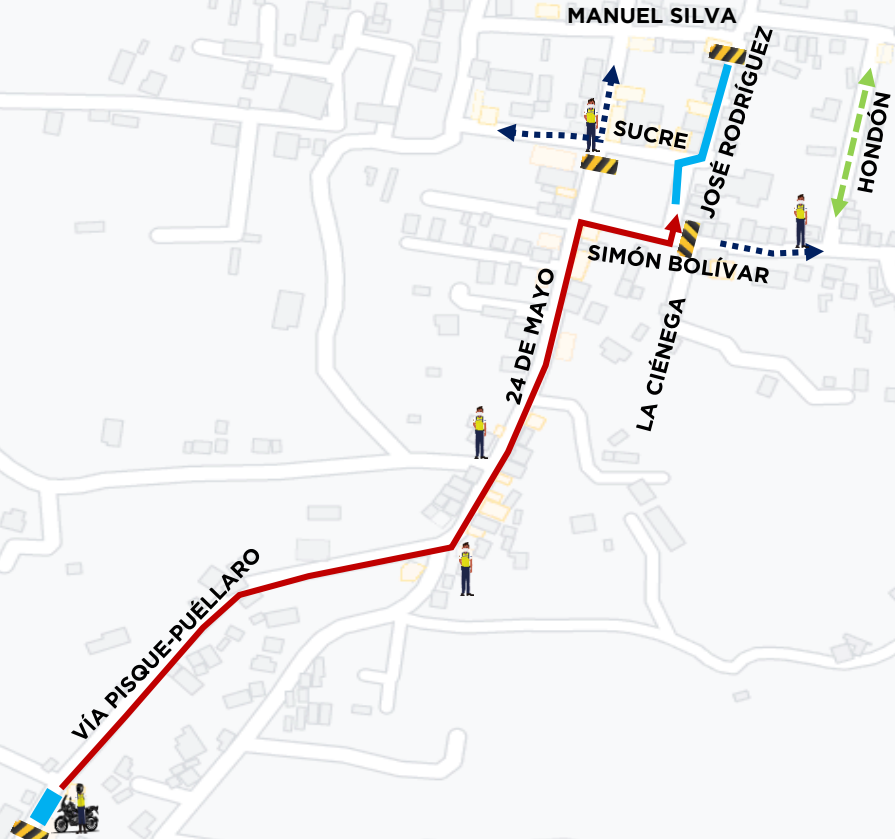 MANUEL SILVA
JOSÉ RODRÍGUEZ
SUCRE
HONDÓN
SIMÓN BOLÍVAR
24 DE MAYO
LA CIÉNEGA
VÍA PISQUE-PUÉLLARO